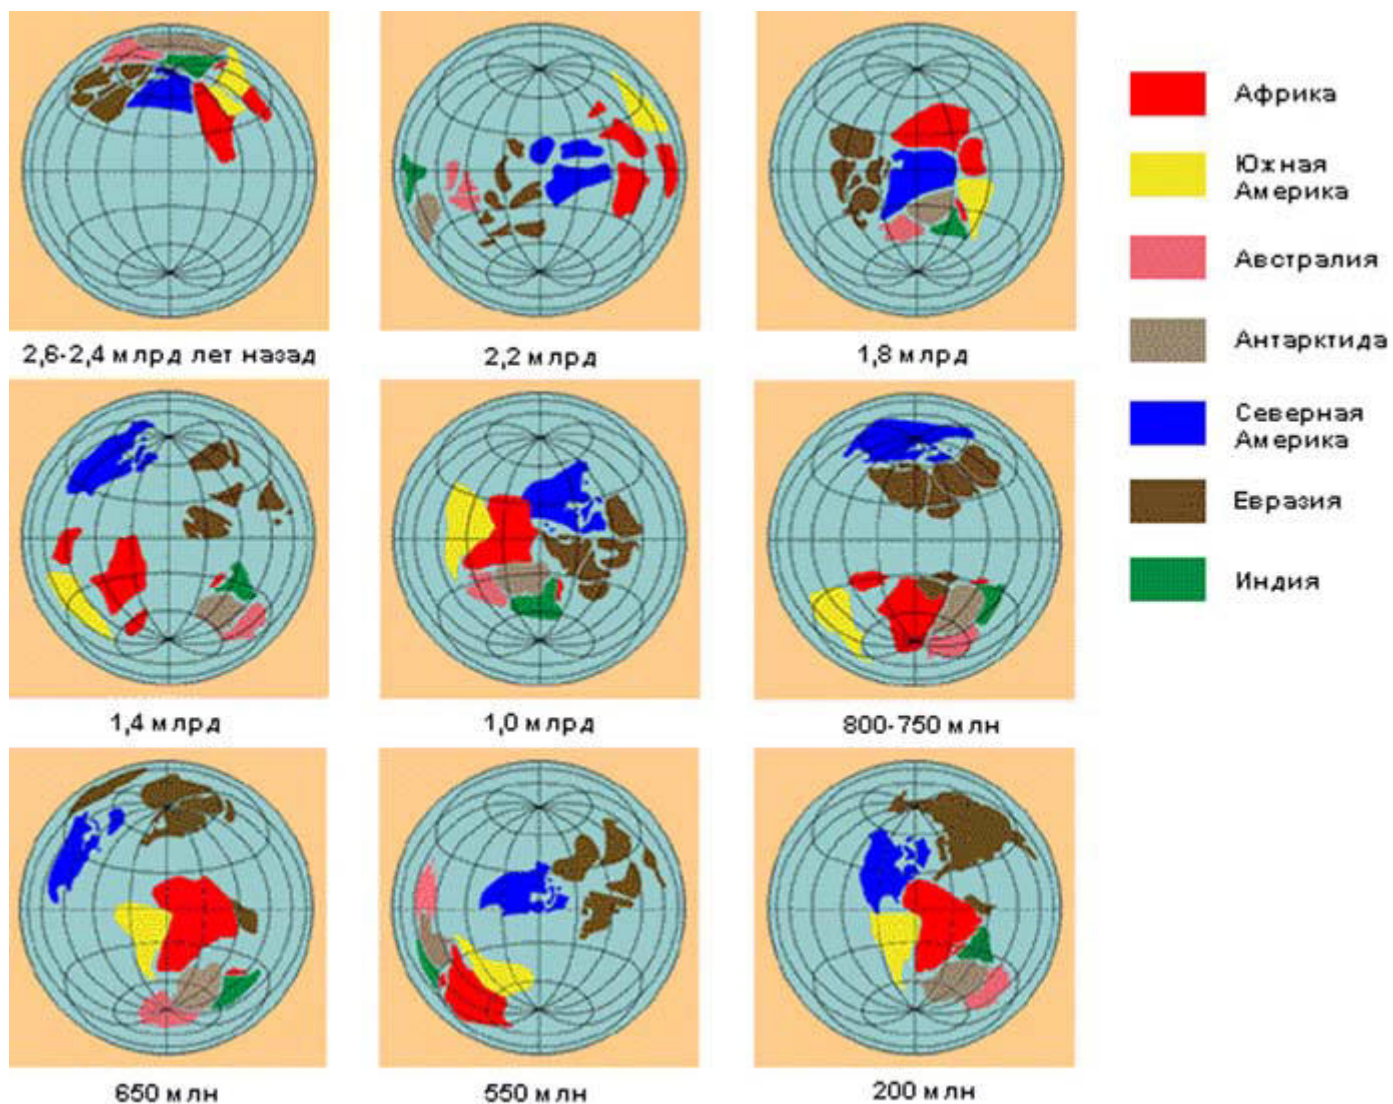 Африка
Южная
Америка
Австралия
Антарктида
Северная
Америка
Евразия
Индия
2,6-2,4 млрд лет назад
2,2 млрд
1,8 млрд
1,4 млрд
1,0 млрд
800-750 млн
650 млн
550 млн
200 млн